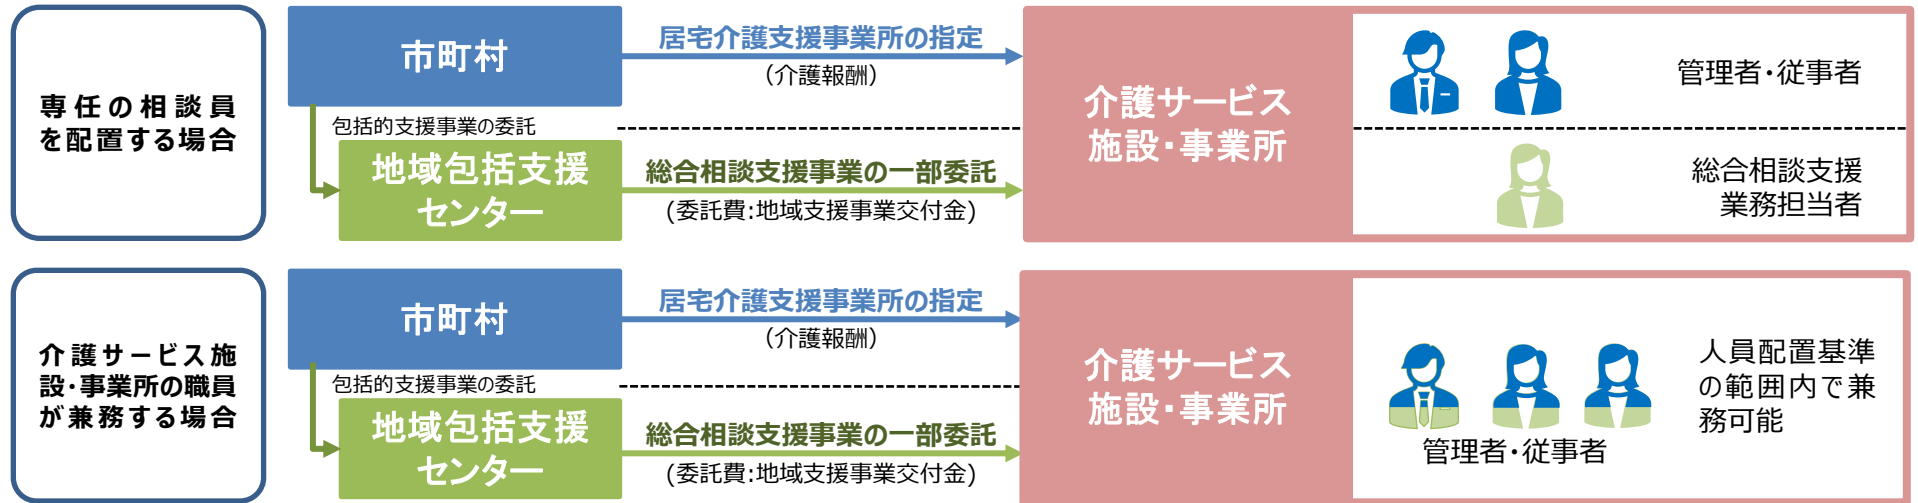 専任の相談員
を配置する場合
市町村
居宅介護支援事業所の指定
（介護報酬）
包括的支援事業の委託
地域包括支援
センター
総合相談支援事業の一部委託
(委託費:地域支援事業交付金)
介護サービス
施設・事業所
管理者・従事者
総合相談支援
業務担当者
介護サービス施
設・事業所の職員
が兼務する場合
市町村
居宅介護支援事業所の指定
（介護報酬）
包括的支援事業の委託
地域包括支援
センター
総合相談支援事業の一部委託
(委託費:地域支援事業交付金)
介護サービス
施設・事業所
管理者・従事者
人員配置基準
の範囲内で兼
務可能